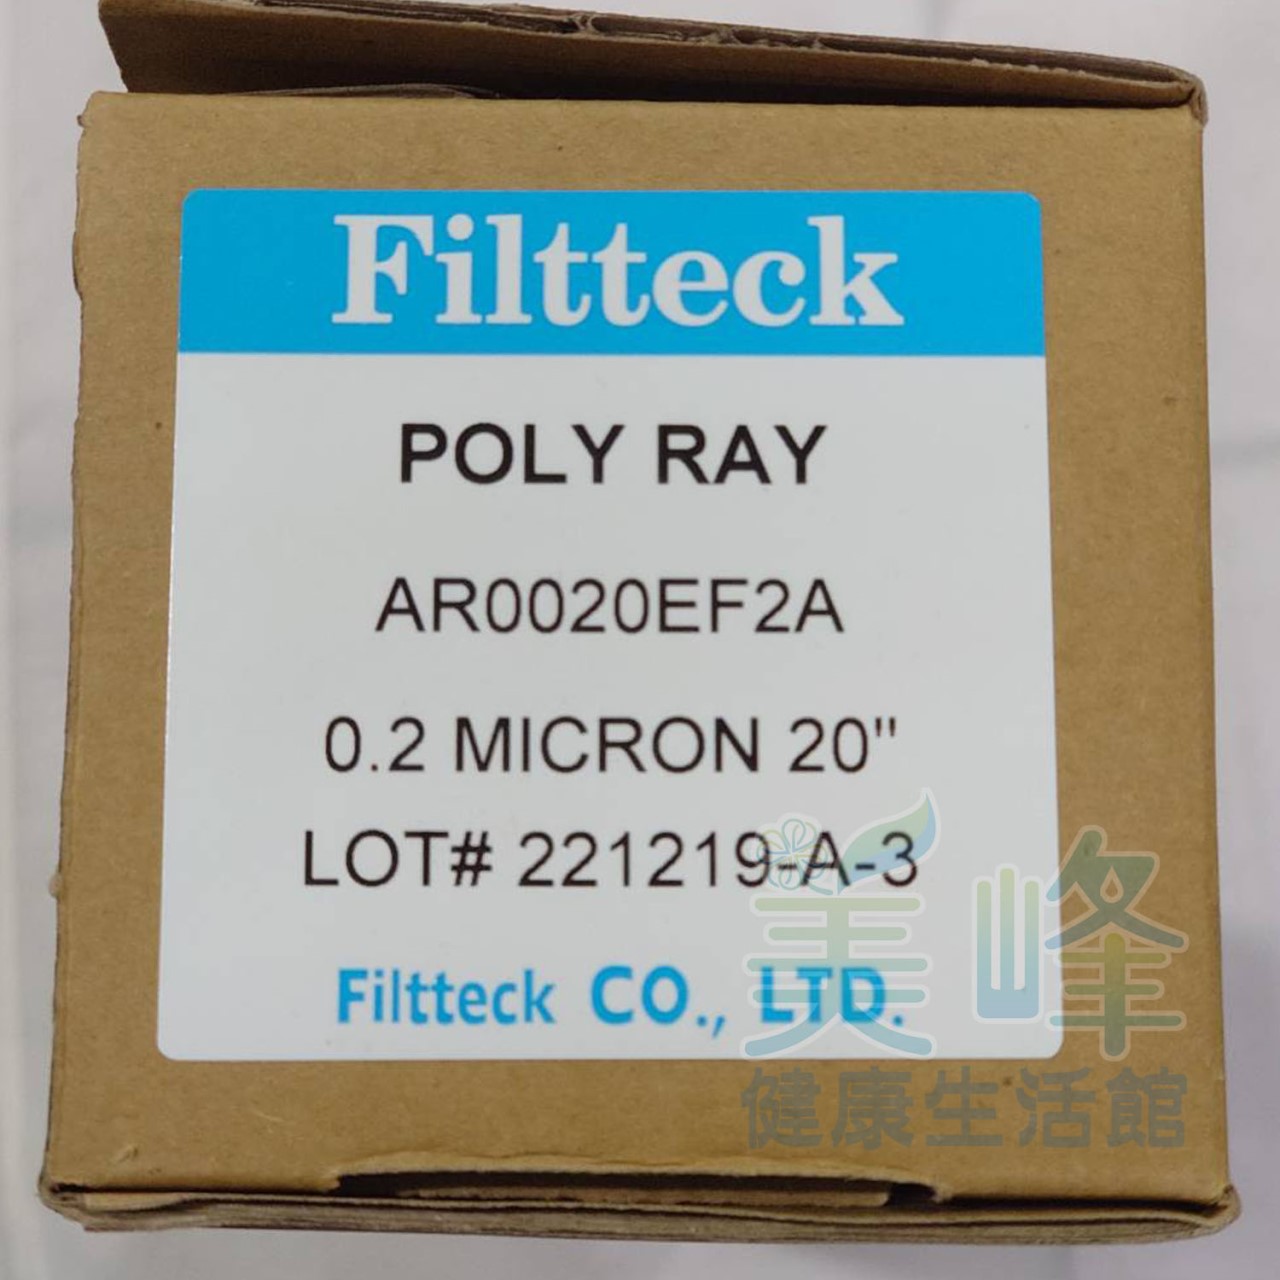 Filtteck
POLY RAY
AR0020EF2A
0.2 MICRON 20"
LOT# 221219-A-3
Filtteck CO., LTD.
美峰
健康生活館